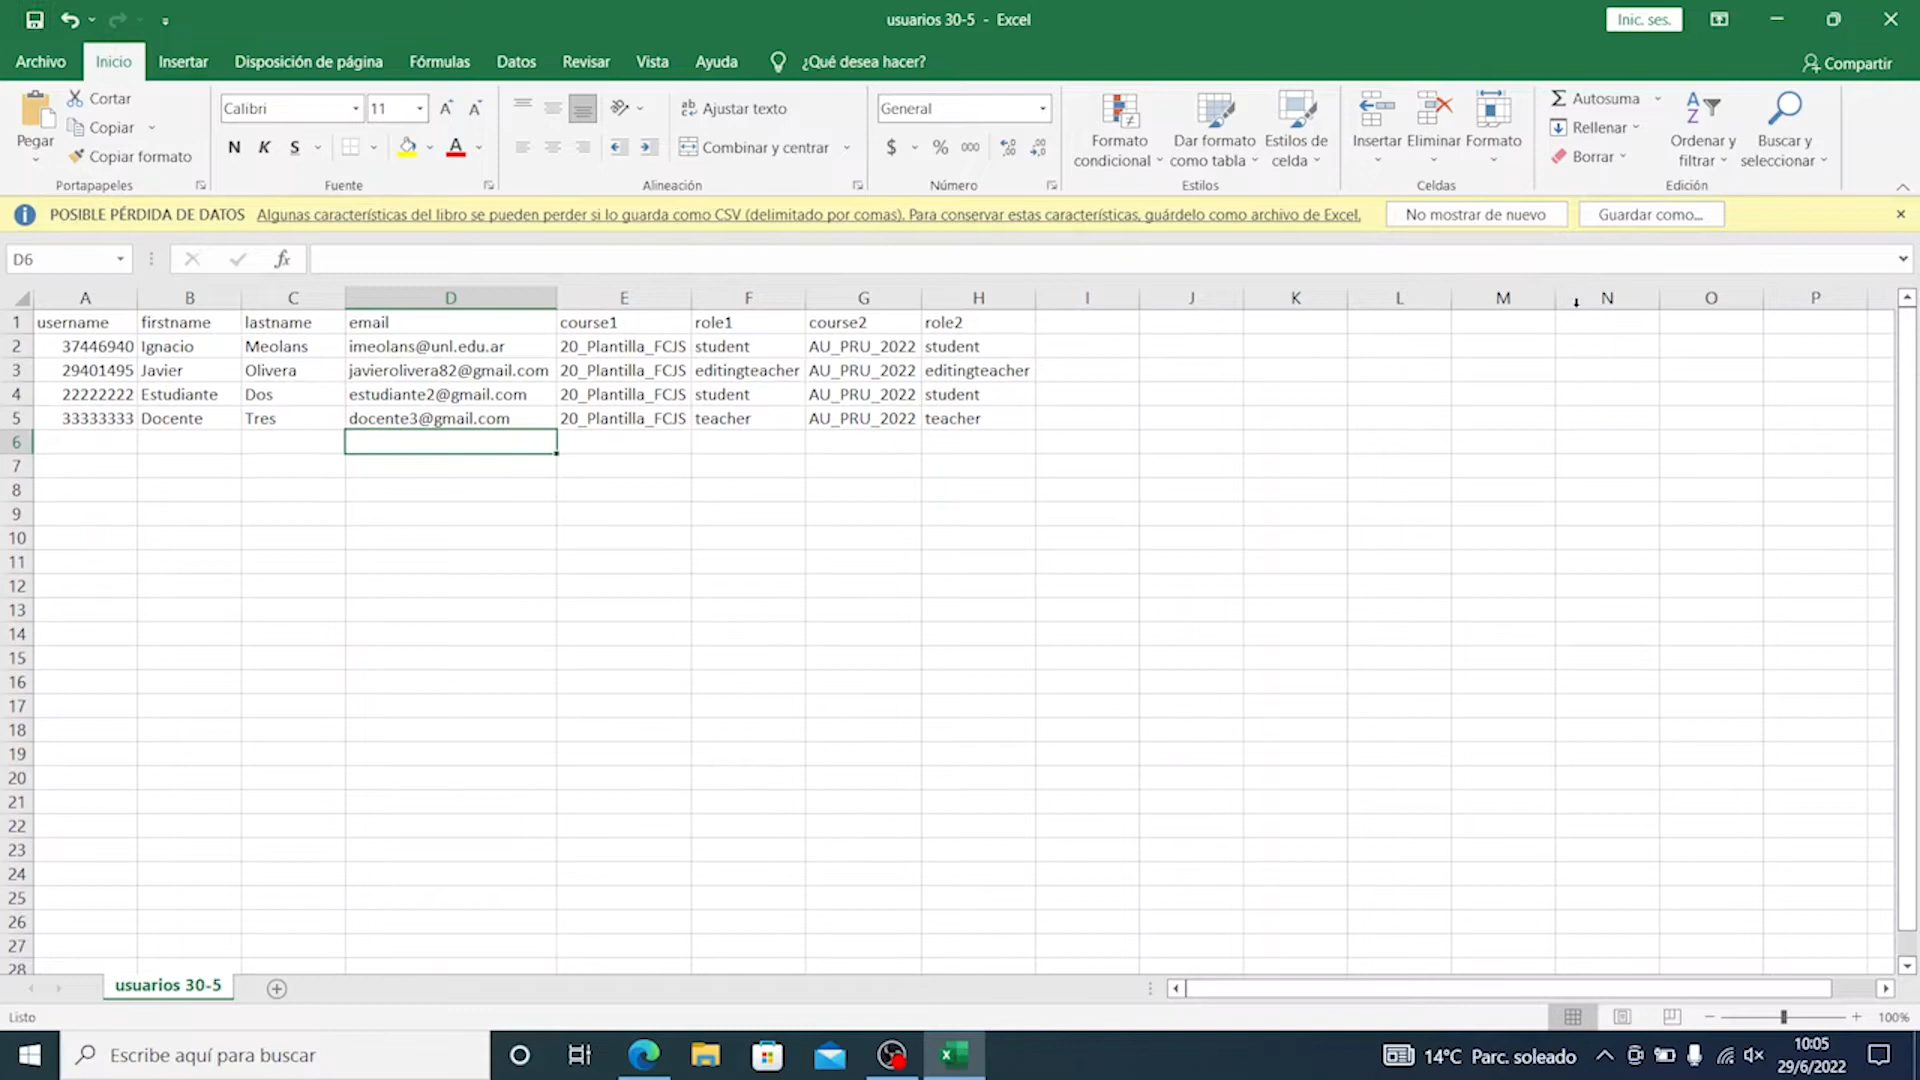 usuarios 30-5 - Excel
Inic. ses.
Archivo Inicio Insertar Disposición de página Fórmulas Datos Revisar Vista Ayuda ¿Qué desea hacer? Compartir
Pegar
Cortar
Copiar
Copiar formato
Portapapeles
Calibri 11
N K S
Fuente
Ajustar texto
Combinar y centrar
Alineación
General
$ % 000
Número
Formato condicional
Dar formato como tabla
Estilos de celda
Estilos
Insertar Eliminar Formato
Celdas
Autosuma
Rellenar
Borrar
Ordenar y filtrar
Buscar y seleccionar
Edición
POSIBLE PÉRDIDA DE DATOS Algunas características del libro se pueden perder si lo guarda como CSV (delimitado por comas). Para conservar estas características, guárdelo como archivo de Excel. No mostrar de nuevo Guardar como...
D6 fx
A B C D E F G H I J K L M N O P
1 username firstname lastname email course1 role1 course2 role2
2 37446940 Ignacio Meolans imeolans@unl.edu.ar 20_Plantilla_FCJS student AU_PRU_2022 student
3 29401495 Javier Olivera javierolivera82@gmail.com 20_Plantilla_FCJS editingteacher AU_PRU_2022 editingteacher
4 22222222 Estudiante Dos estudiante2@gmail.com 20_Plantilla_FCJS student AU_PRU_2022 student
5 33333333 Docente Tres docente3@gmail.com 20_Plantilla_FCJS teacher AU_PRU_2022 teacher
6
7
8
9
10
11
12
13
14
15
16
17
18
19
20
21
22
23
24
25
26
27
28
usuarios 30-5
Listo
100%
Escribe aquí para buscar
14°C Parc. soleado
10:05
29/6/2022